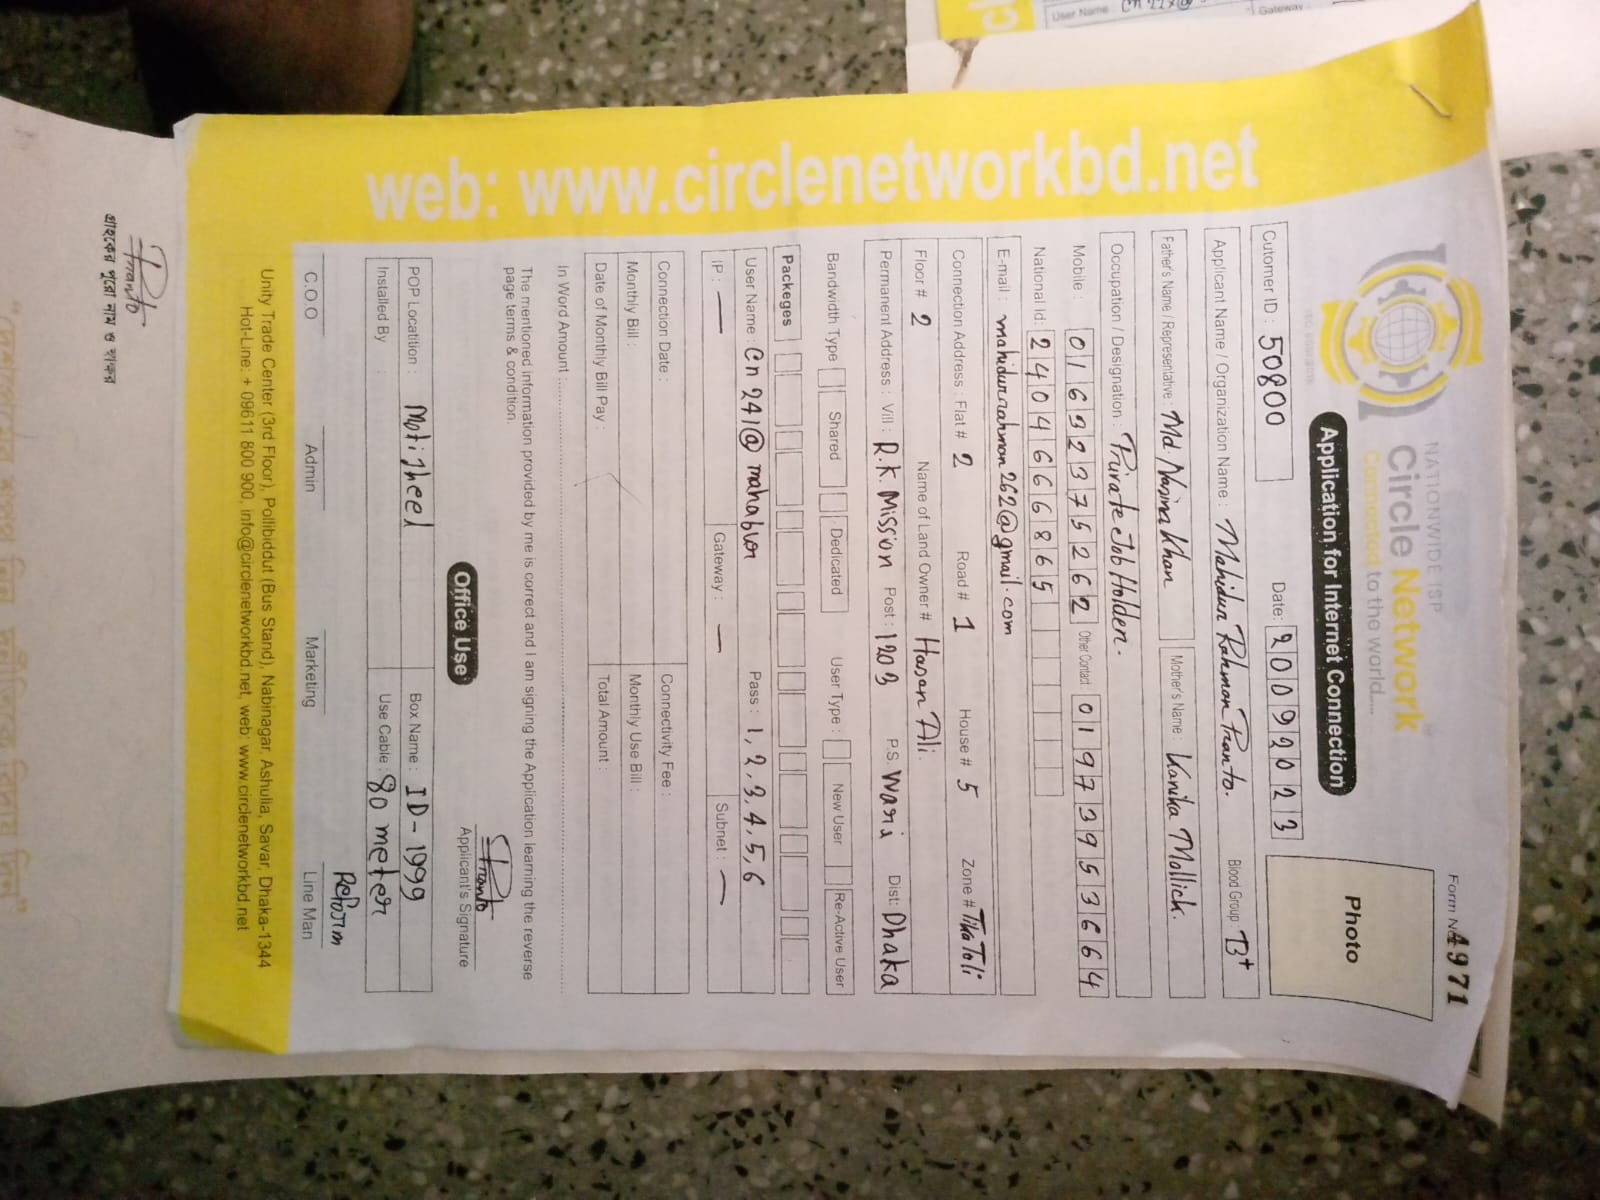 Form No 4971
NATIONWIDE ISP
Circle Network
Connected to the world....
Application for Internet Connection
Photo
Cutomer ID : 50800 Date: 20092023
Applicant Name / Organization Name : Mahidur Rahman Pranto. Blood Group: B+
Father's Name / Representative: Md. Nasina Khan Mother's Name : Kanika Mollick.
Occupation / Designation : Private Job Holder.
Mobile : 01692375262 Other Contact: 01973953664
National Id: 2404666865
E-mail : mahidurrahman262@gmail.com
Connection Address : Flat # 2 Road # 1 House # 5 Zone # TikaToli
Floor # 2 Name of Land Owner # Hasan Ali.
Permanent Address : Vill : R.K. Mission Post : 1203 P.S. Wari Dist: Dhaka
Bandwidth Type Shared Dedicated User Type : New User Re-Active User
Packeges
User Name : Cn 241@ mahabbor Pass : 1,2,3,4,5,6
IP : — Gateway : — Subnet : —
Connection Date : Connectivity Fee :
Monthly Bill : Monthly Use Bill :
Date of Monthly Bill Pay : Total Amount :
In Word Amount
The mentioned information provided by me is correct and I am signing the Application learning the reverse
page terms & condition.
Pranto
Applicant's Signature
Office Use
POP Locatition : Motijheel Box Name : ID-1999
Installed By : Use Cable : 80 meter
C.O.O Admin Marketing Line Man
Unity Trade Center (3rd Floor), Pollibiddut (Bus Stand), Nabinagar, Ashulia, Savar, Dhaka-1344
Hot-Line: + 09611 800 900, info@circlenetworkbd.net, web: www.circlenetworkbd.net
web: www.circlenetworkbd.net
Pranto
গ্রাহকের পুরো নাম ও স্বাক্ষর
User Name Gateway :